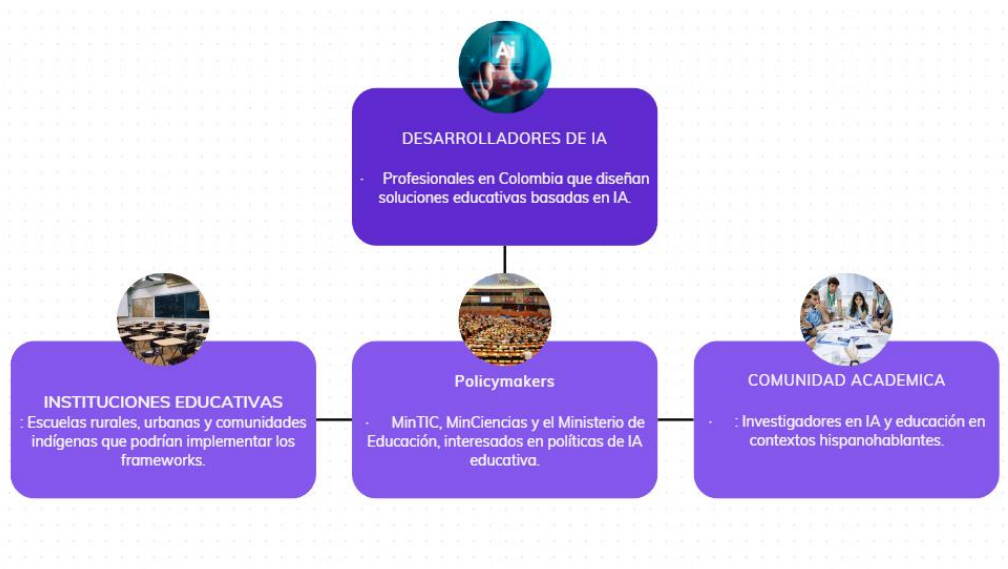 Ai
DESARROLLADORES DE IA
· Profesionales en Colombia que diseñan
soluciones educativas basadas en IA.
INSTITUCIONES EDUCATIVAS
: Escuelas rurales, urbanas y comunidades
indígenas que podrían implementar los
frameworks.
Policymakers
· MinTIC, MinCiencias y el Ministerio de
Educación, interesados en políticas de IA
educativa.
COMUNIDAD ACADEMICA
· : Investigadores en IA y educación en
contextos hispanohablantes.